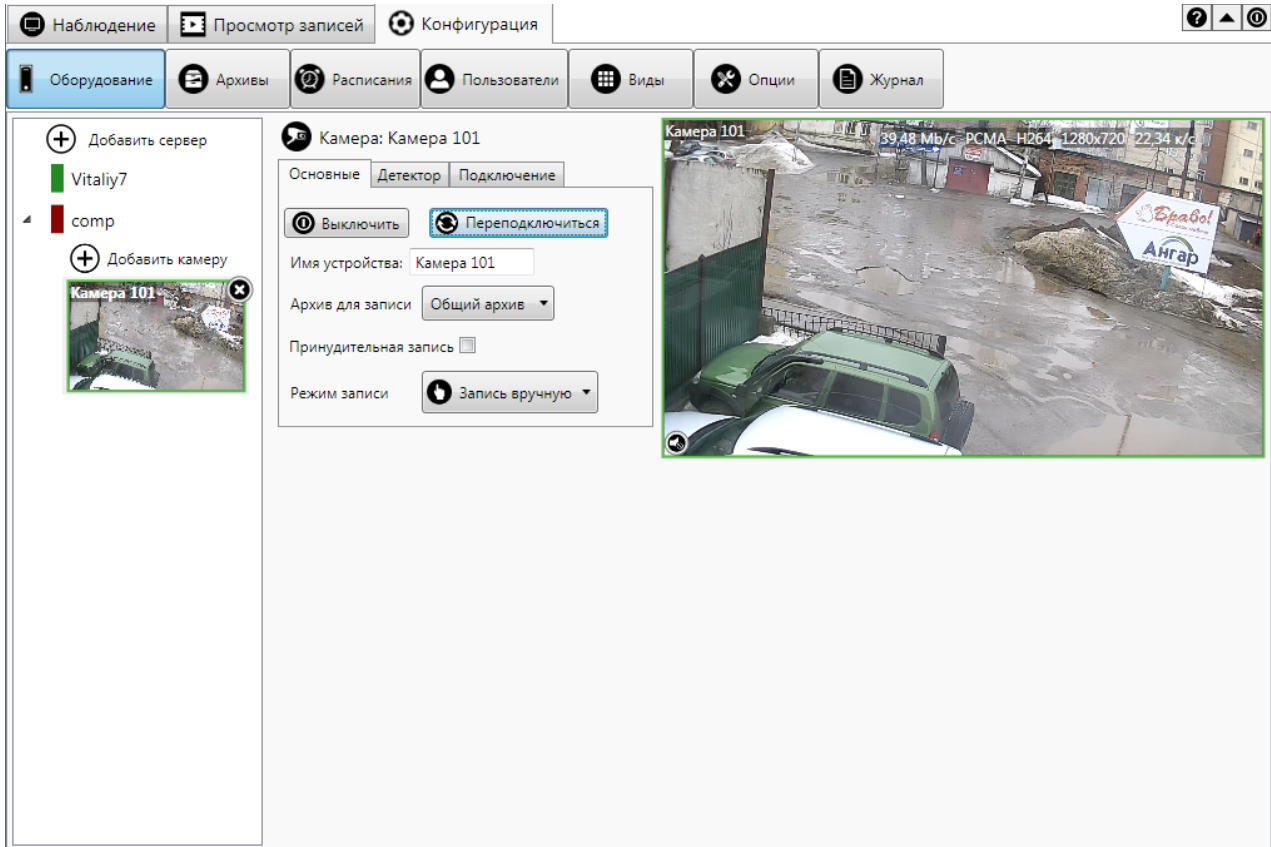 Наблюдение Просмотр записей Конфигурация
Оборудование Архивы Расписания Пользователи Виды Опции Журнал
Добавить сервер
Vitaliy7
comp
Добавить камеру
Камера 101
Камера: Камера 101
Основные Детектор Подключение
Выключить Переподключиться
Имя устройства: Камера 101
Архив для записи Общий архив
Принудительная запись
Режим записи Запись вручную
Камера 101 39,48 Mb/c PCMA H264 1280x720 22,34 к/с
Браво!
Ангар